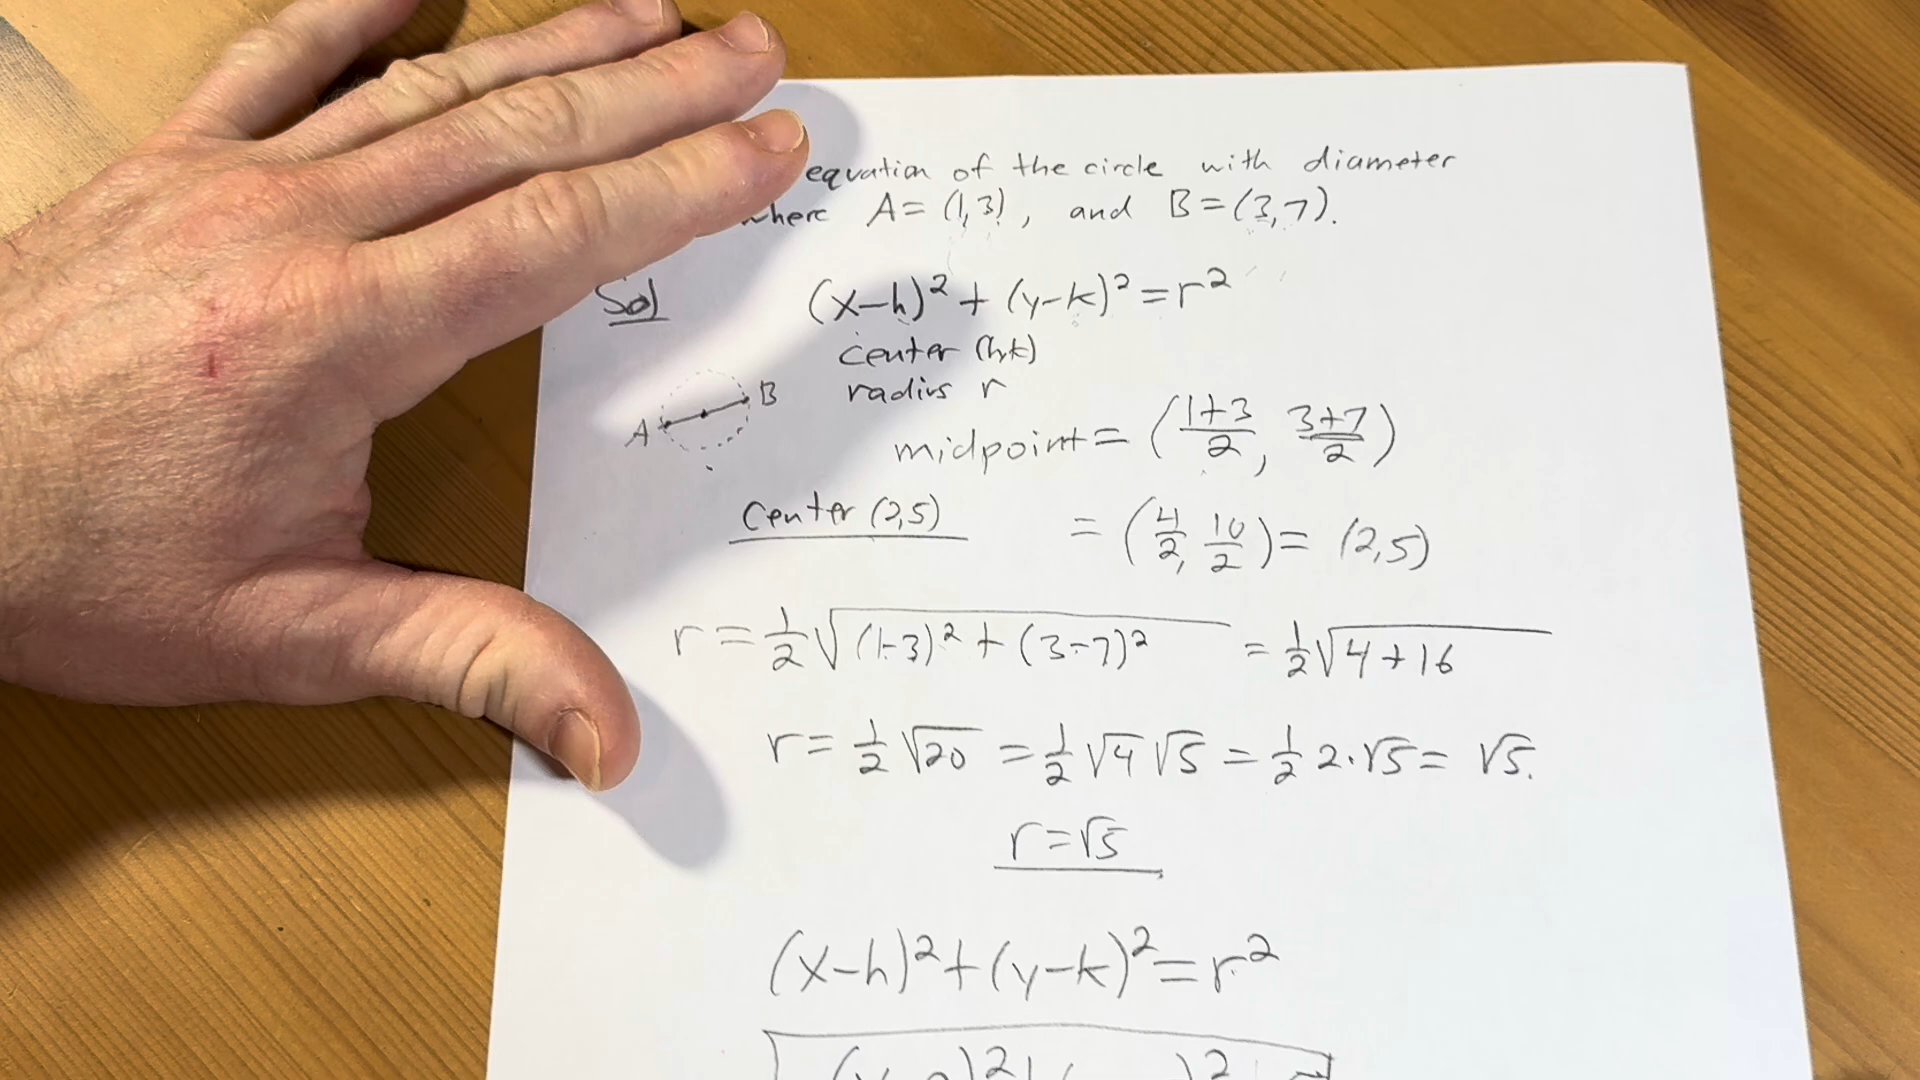 equation of the circle with diameter
where A = (1,3), and B = (3,7).
Sol (x-h)² + (y-k)² = r²
center (h,k)
radius r
A B
midpoint = (1+3/2, 3+7/2)
center (2,5) = (4/2, 10/2) = (2,5)
r = 1/2 √((1-3)² + (3-7)²) = 1/2 √(4+16)
r = 1/2 √20 = 1/2 √4 √5 = 1/2 2·√5 = √5.
r = √5
(x-h)² + (y-k)² = r²